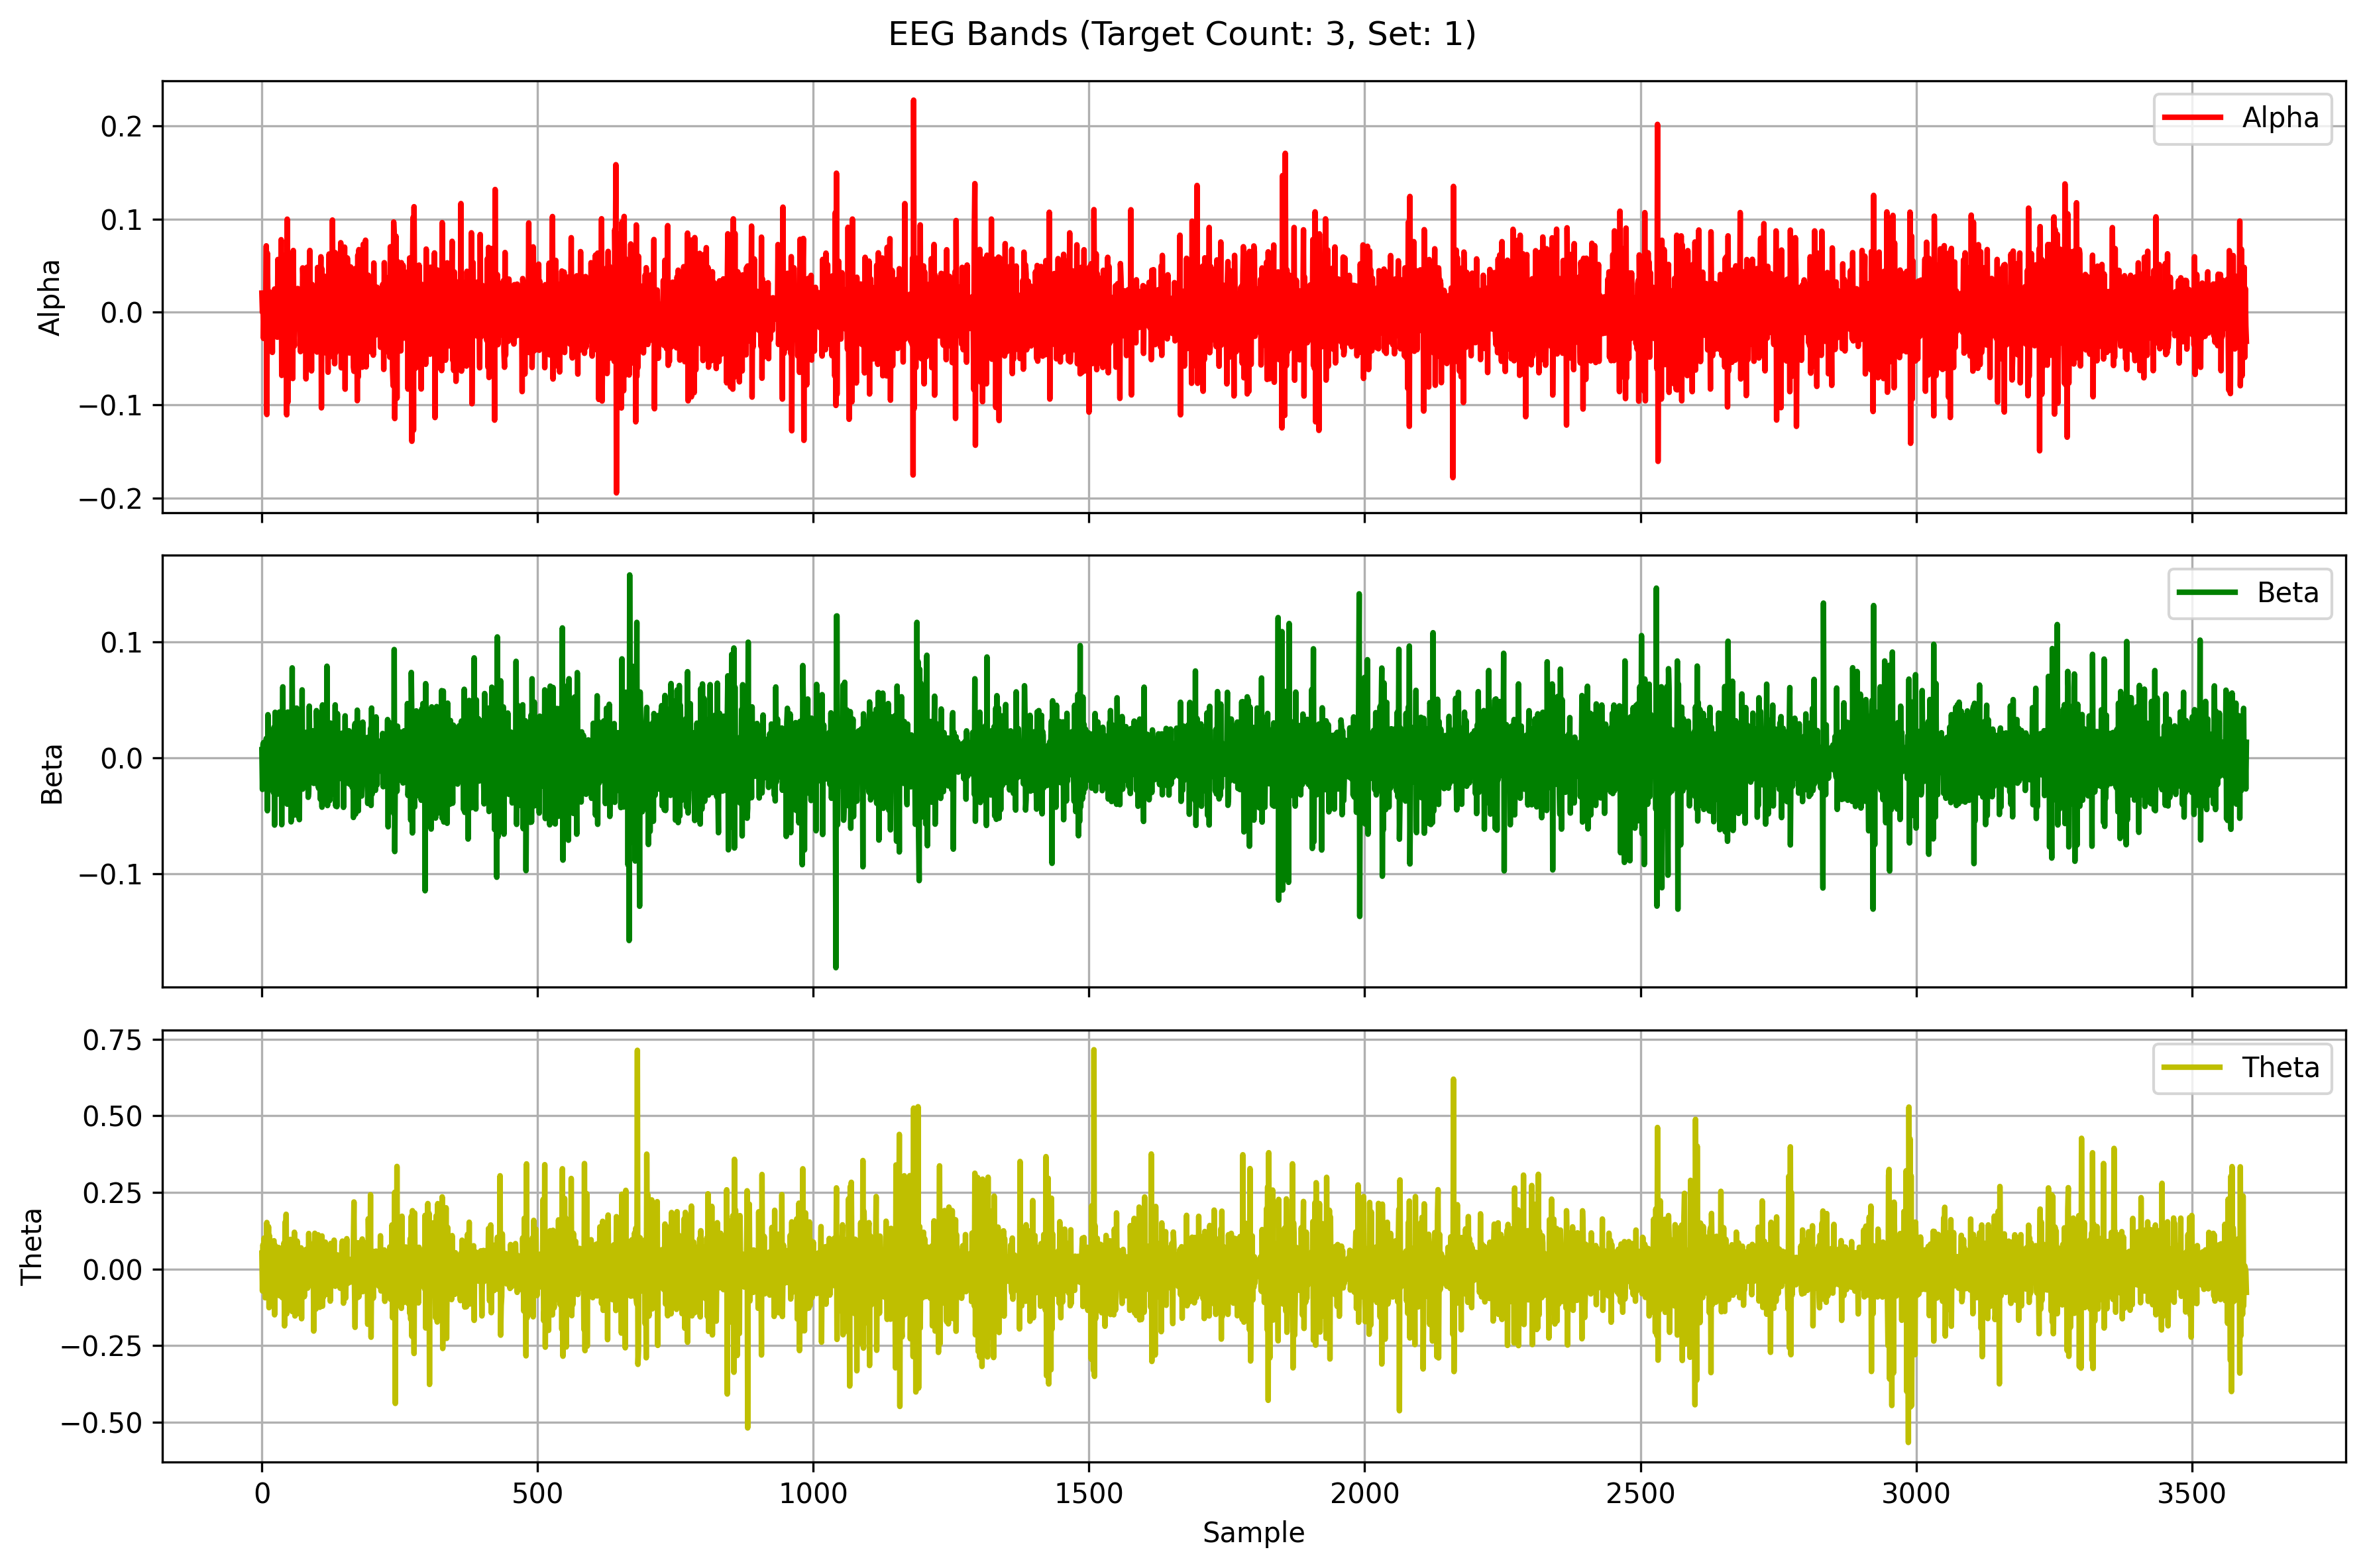 EEG Bands (Target Count: 3, Set: 1)
Alpha
0.2
0.1
0.0
−0.1
−0.2
Alpha
Beta
0.1
0.0
−0.1
Beta
Theta
0.75
0.50
0.25
0.00
−0.25
−0.50
Theta
0 500 1000 1500 2000 2500 3000 3500
Sample